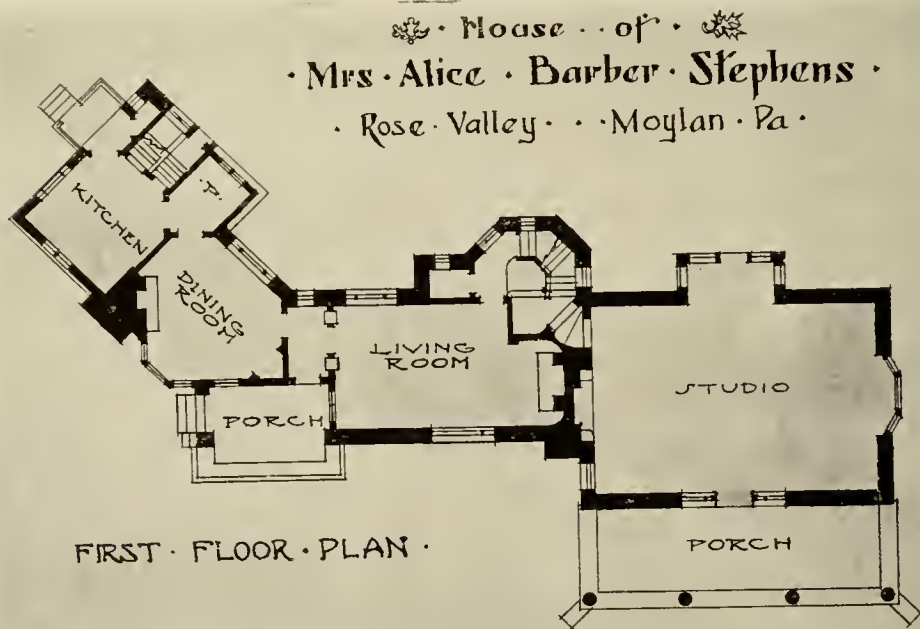 · House · · of ·
· Mrs · Alice · Barber · Stephens ·
· Rose · Valley · · · Moylan · Pa ·
KITCHEN
· P ·
DINING
ROOM
LIVING
ROOM
STUDIO
PORCH
PORCH
FIRST · FLOOR · PLAN ·